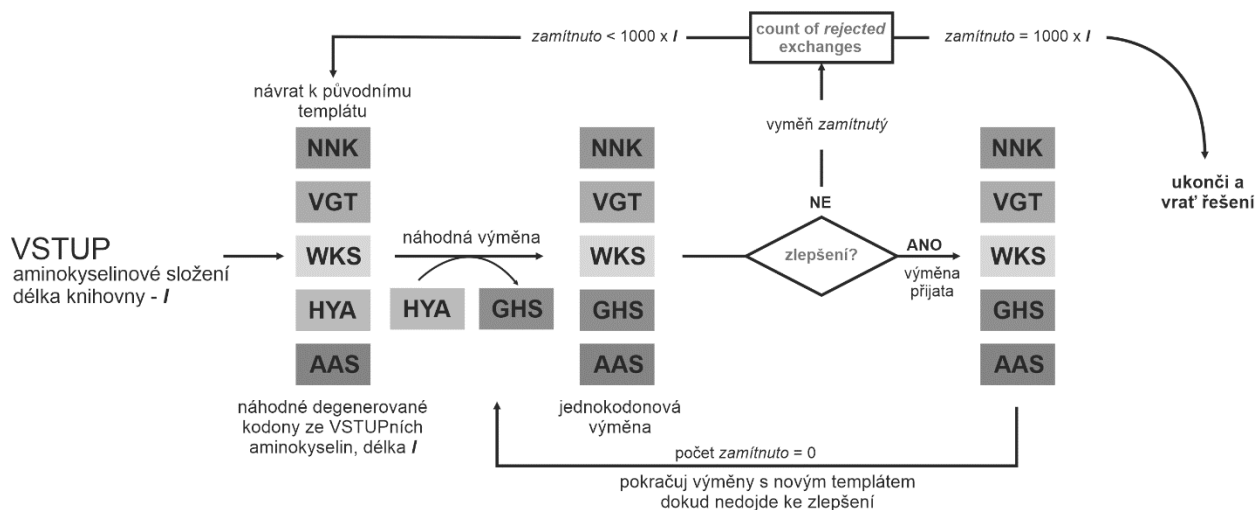 zamítnuto < 1000 x l
count of rejected
exchanges
zamítnuto = 1000 x l
návrat k původnímu
templátu
vyměň zamítnutý
ukonči a
vrať řešení
NNK
VGT
WKS
HYA
AAS
VSTUP
aminokyselinové složení
délka knihovny - l
náhodná výměna
HYA
GHS
NNK
VGT
WKS
GHS
AAS
NE
zlepšení?
ANO
výměna
přijata
NNK
VGT
WKS
GHS
AAS
náhodné degenerované
kodony ze VSTUPních
aminokyselin, délka l
jednokodonová
výměna
počet zamítnuto = 0
pokračuj výměny s novým templátem
dokud nedojde ke zlepšení